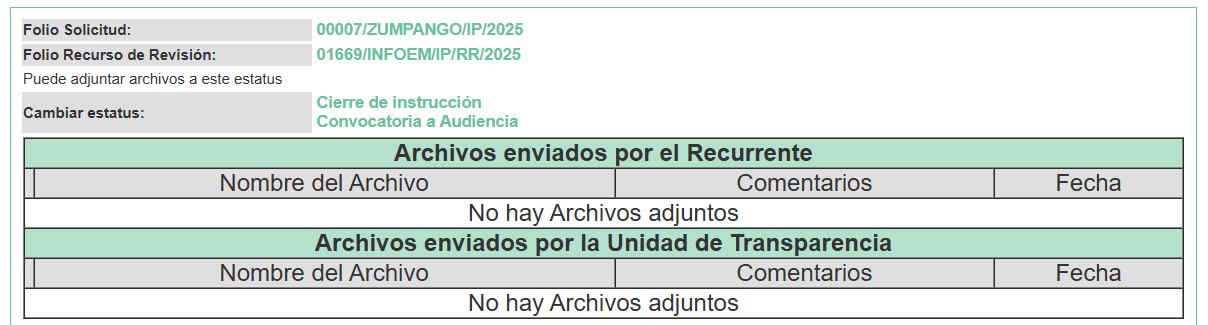 Folio Solicitud: 00007/ZUMPANGO/IP/2025
Folio Recurso de Revisión: 01669/INFOEM/IP/RR/2025
Puede adjuntar archivos a este estatus
Cambiar estatus: Cierre de instrucción
Convocatoria a Audiencia
Archivos enviados por el Recurrente
Nombre del Archivo Comentarios Fecha
No hay Archivos adjuntos
Archivos enviados por la Unidad de Transparencia
Nombre del Archivo Comentarios Fecha
No hay Archivos adjuntos